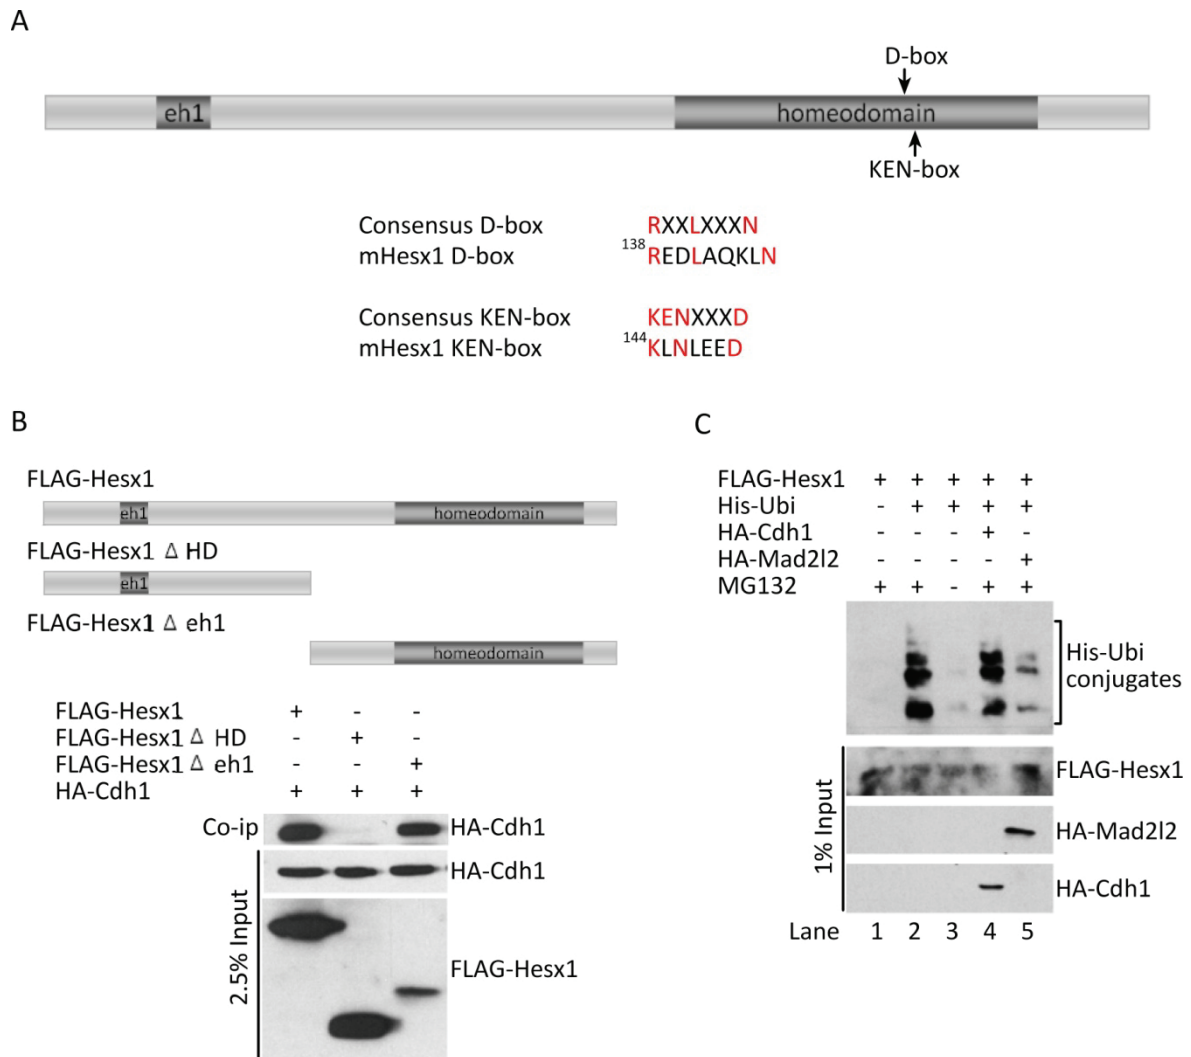 A
D-box
eh1 homeodomain
KEN-box
Consensus D-box RXXLXXXN
mHesx1 D-box 138REDLAQKLN
Consensus KEN-box KENXXXD
mHesx1 KEN-box 144KLNLEED
B
FLAG-Hesx1
eh1 homeodomain
FLAG-Hesx1 Δ HD
eh1
FLAG-Hesx1 Δ eh1
homeodomain
FLAG-Hesx1 + - -
FLAG-Hesx1 Δ HD - + -
FLAG-Hesx1 Δ eh1 - - +
HA-Cdh1 + + +
Co-ip HA-Cdh1
HA-Cdh1
2.5% Input
FLAG-Hesx1
C
FLAG-Hesx1 + + + + +
His-Ubi - + + + +
HA-Cdh1 - - - + -
HA-Mad2l2 - - - - +
MG132 + + - + +
His-Ubi
conjugates
FLAG-Hesx1
1% Input
HA-Mad2l2
HA-Cdh1
Lane 1 2 3 4 5